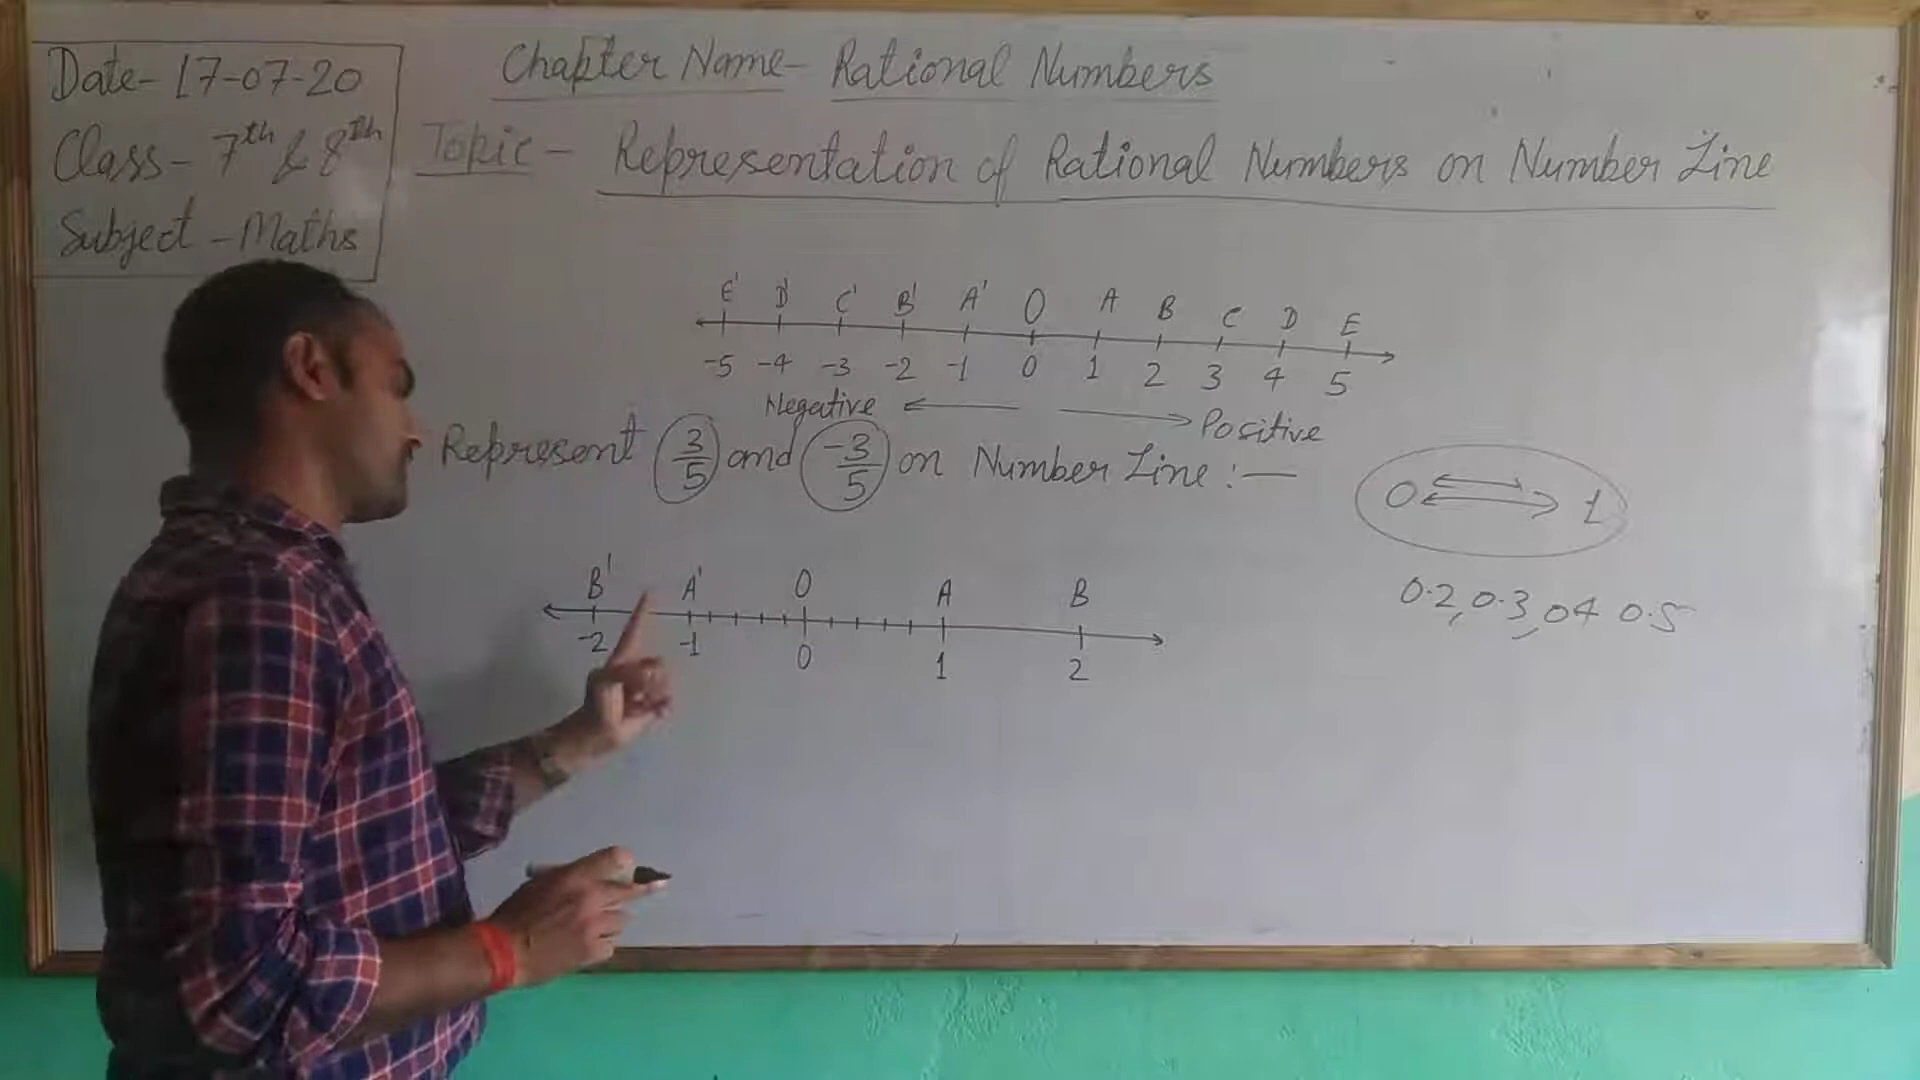 Date- 17-07-20
Class- 7th & 8th
Subject - Maths
Chapter Name- Rational Numbers
Topic - Representation of Rational Numbers on Number Line
E' D' C' B' A' O A B C D E
-5 -4 -3 -2 -1 0 1 2 3 4 5
Negative Positive
Represent 3/5 and -3/5 on Number Line :-
0 1
0.2, 0.3, 04 0.5
B' A' O A B
-2 -1 0 1 2